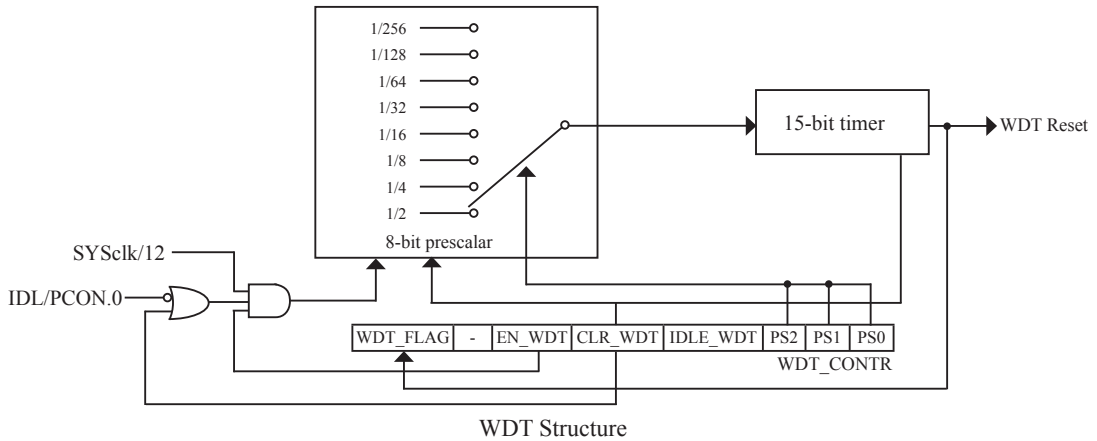 1/256
1/128
1/64
1/32
1/16
1/8
1/4
1/2
8-bit prescalar
15-bit timer
WDT Reset
SYSclk/12
IDL/PCON.0
WDT_FLAG - EN_WDT CLR_WDT IDLE_WDT PS2 PS1 PS0
WDT_CONTR
WDT Structure